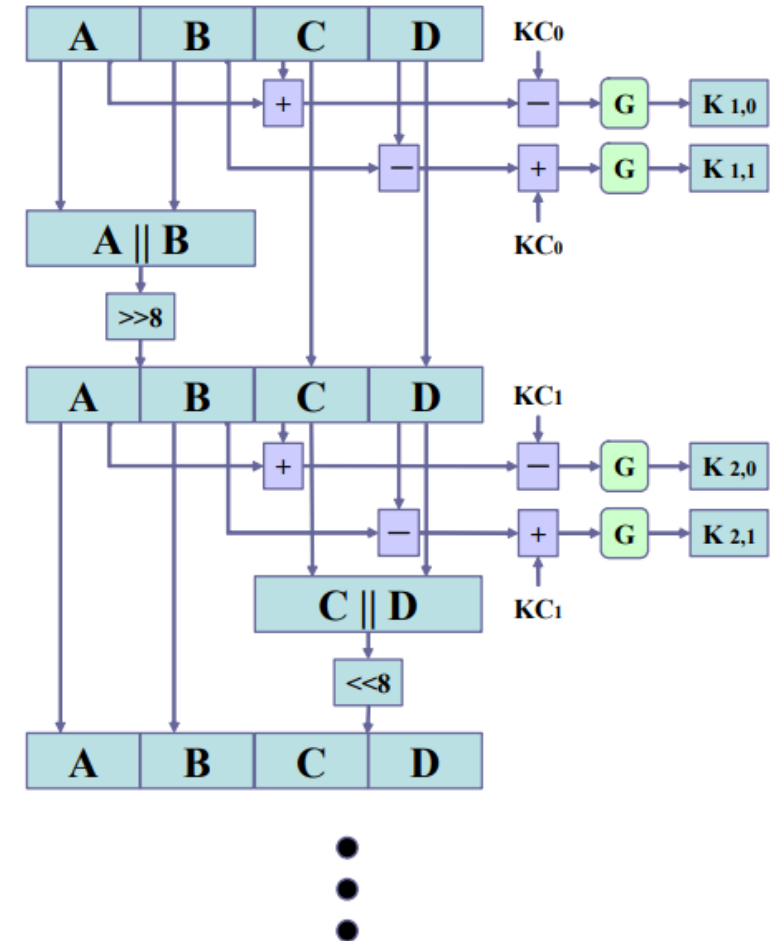 A B C D KC0
+ − G K 1,0
− + G K 1,1
A || B KC0
>>8
A B C D KC1
+ − G K 2,0
− + G K 2,1
C || D KC1
<<8
A B C D